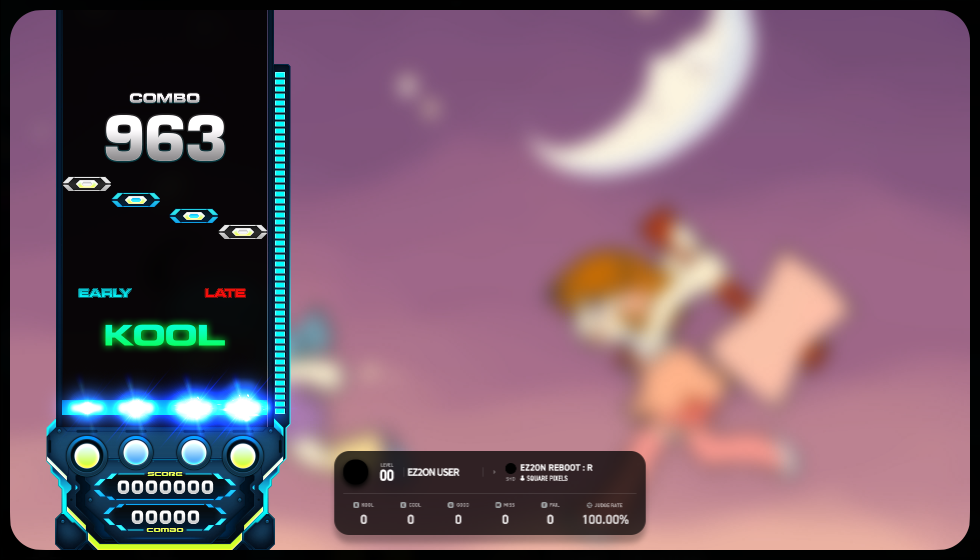 COMBO
963
EARLY LATE
KOOL
SCORE
0000000
00000
COMBO
LEVEL
00
EZ2ON USER
EZ2ON REBOOT : R
SQUARE PIXELS
KOOL COOL GOOD MISS FAIL JUDGE RATE
0 0 0 0 0 100.00%